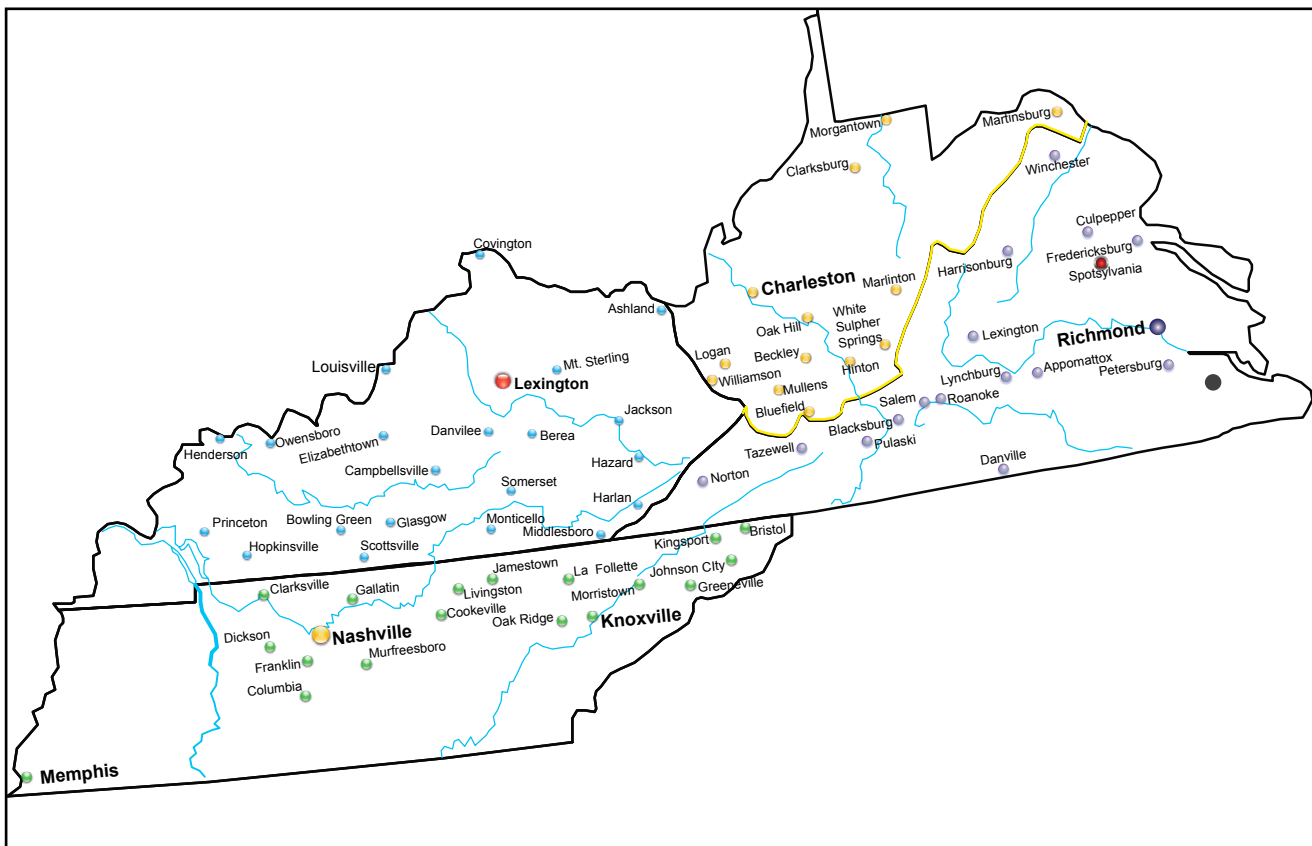 Morgantown
Martinsburg
Clarksburg
Winchester
Culpepper
Covington
Fredericksburg
Harrisonburg
Spotsylvania
Charleston
Marlinton
Ashland
White
Sulpher
Springs
Oak Hill
Richmond
Lexington
Logan
Beckley
Mt. Sterling
Louisville
Hinton
Appomattox
Petersburg
Lynchburg
Williamson
Lexington
Mullens
Salem
Roanoke
Jackson
Bluefield
Blacksburg
Danvilee
Berea
Owensboro
Henderson
Elizabethtown
Pulaski
Tazewell
Hazard
Danville
Campbellsville
Norton
Somerset
Harlan
Princeton
Bowling Green
Glasgow
Monticello
Middlesboro
Bristol
Kingsport
Hopkinsville
Scottsville
Jamestown
La Follette
Johnson CIty
Clarksville
Gallatin
Livingston
Morristown
Greeneville
Cookeville
Oak Ridge
Knoxville
Dickson
Nashville
Murfreesboro
Franklin
Columbia
Memphis